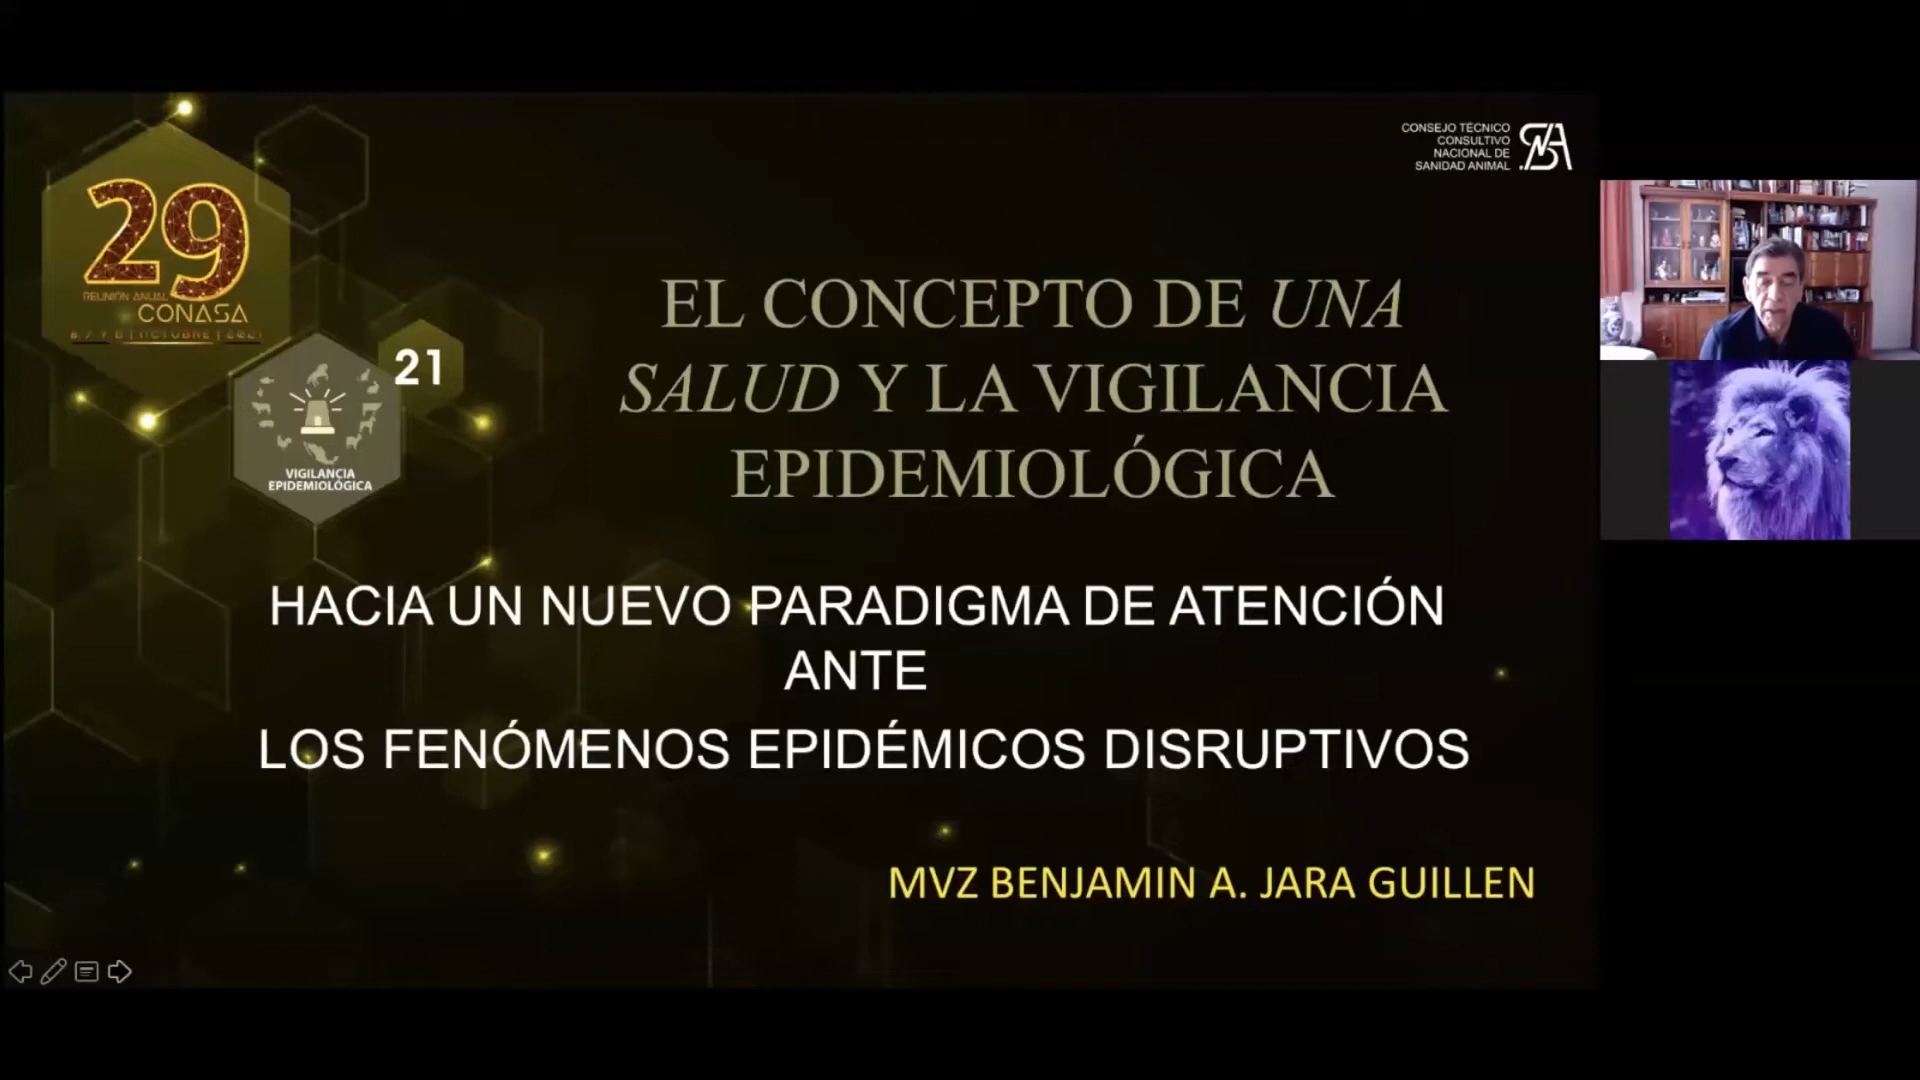 29
REUNIÓN ANUAL
CONASA
21
VIGILANCIA
EPIDEMIOLÓGICA
CONSEJO TÉCNICO
CONSULTIVO
NACIONAL DE
SANIDAD ANIMAL
EL CONCEPTO DE UNA
SALUD Y LA VIGILANCIA
EPIDEMIOLÓGICA
HACIA UN NUEVO PARADIGMA DE ATENCIÓN
ANTE
LOS FENÓMENOS EPIDÉMICOS DISRUPTIVOS
MVZ BENJAMIN A. JARA GUILLEN